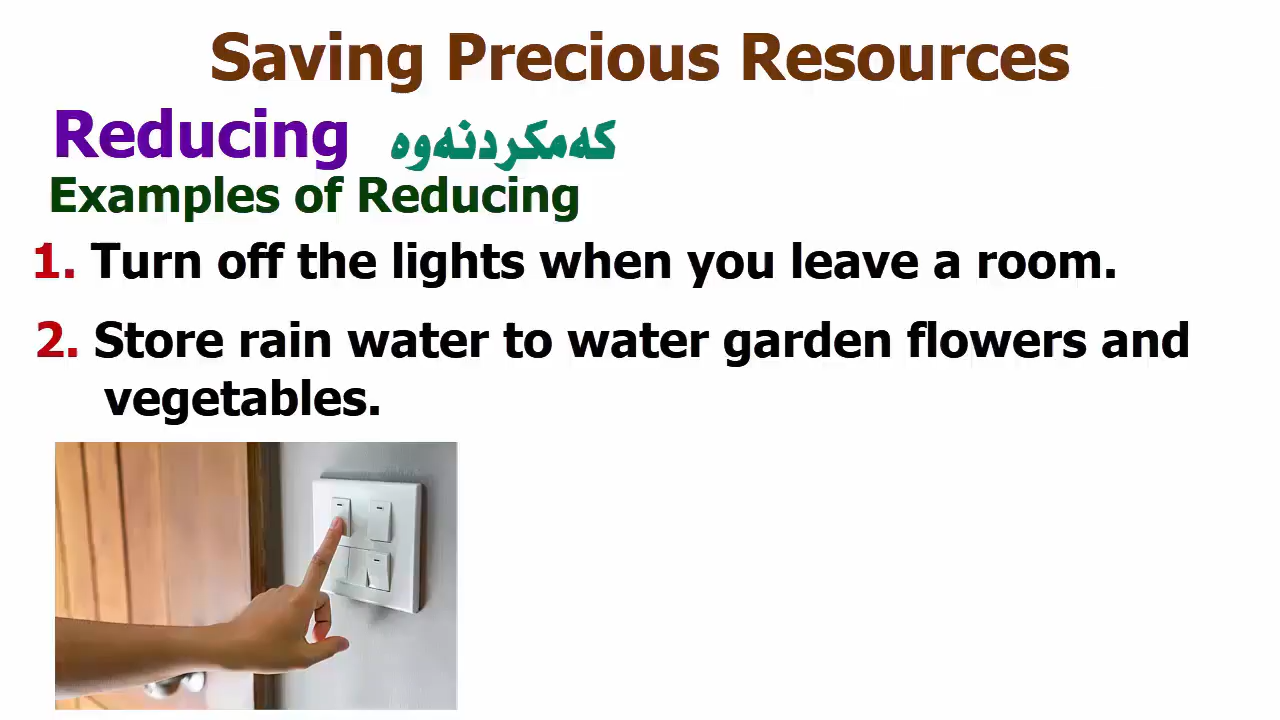 Saving Precious Resources
Reducing کەمکردنەوە
Examples of Reducing
1. Turn off the lights when you leave a room.
2. Store rain water to water garden flowers and
vegetables.